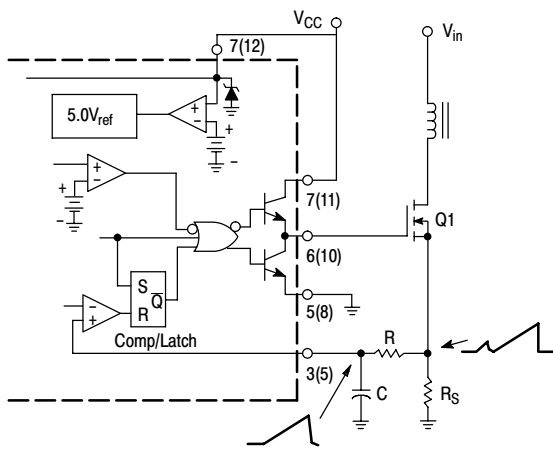 V_CC
V_in
7(12)
5.0V_ref
+
−
+
−
+
−
+
−
7(11)
Q1
6(10)
S
Q̅
R
5(8)
−
+
Comp/Latch
3(5)
R
C
R_S